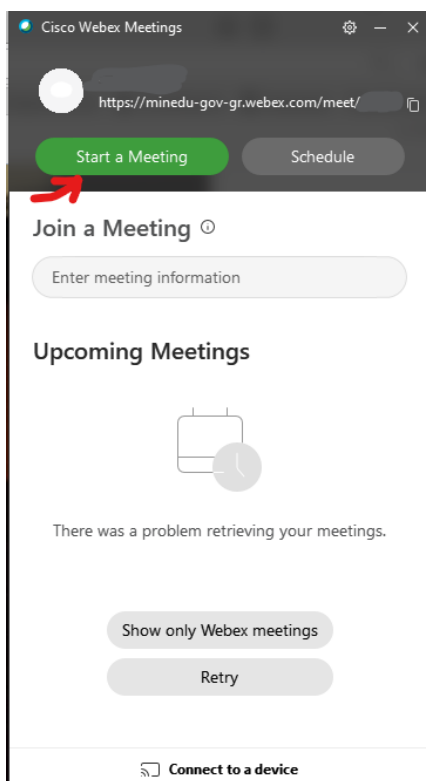 Cisco Webex Meetings
https://minedu-gov-gr.webex.com/meet/
Start a Meeting
Schedule
Join a Meeting
Enter meeting information
Upcoming Meetings
There was a problem retrieving your meetings.
Show only Webex meetings
Retry
Connect to a device